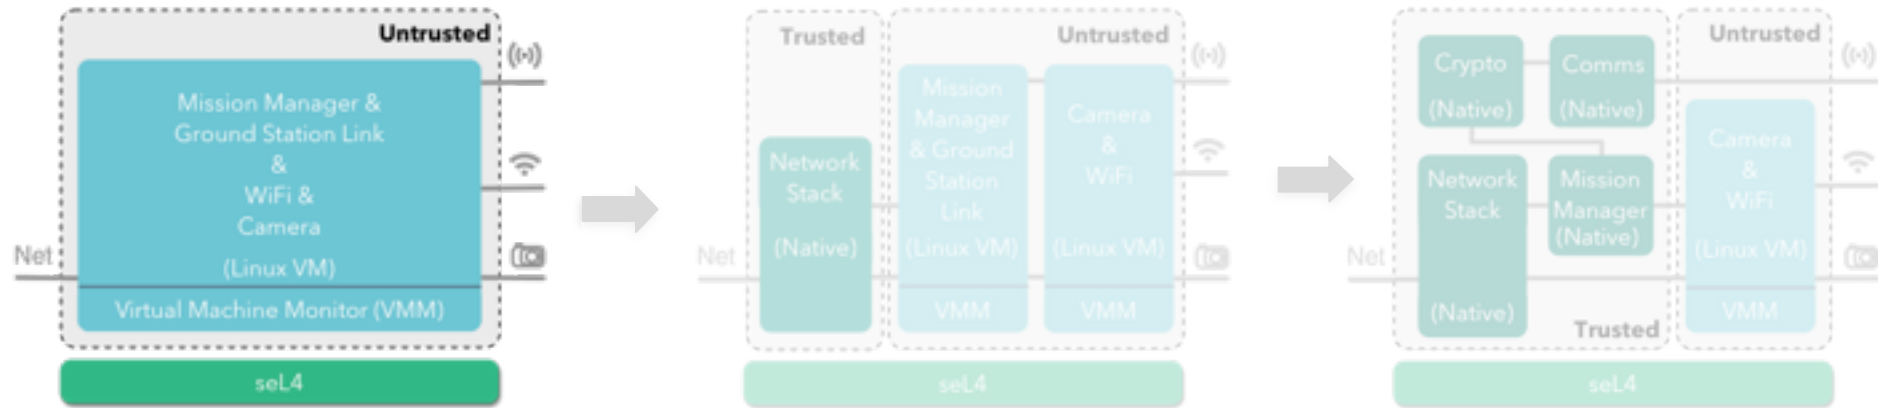 Untrusted
Mission Manager &
Ground Station Link
&
WiFi &
Camera
(Linux VM)
Virtual Machine Monitor (VMM)
Net
seL4
Trusted
Untrusted
Network
Stack
(Native)
Mission
Manager
& Ground
Station
Link
(Linux VM)
VMM
Camera
&
WiFi
(Linux VM)
VMM
Net
seL4
Untrusted
Crypto
(Native)
Comms
(Native)
Network
Stack
(Native)
Mission
Manager
(Native)
Camera
&
WiFi
(Linux VM)
VMM
Net
Trusted
seL4